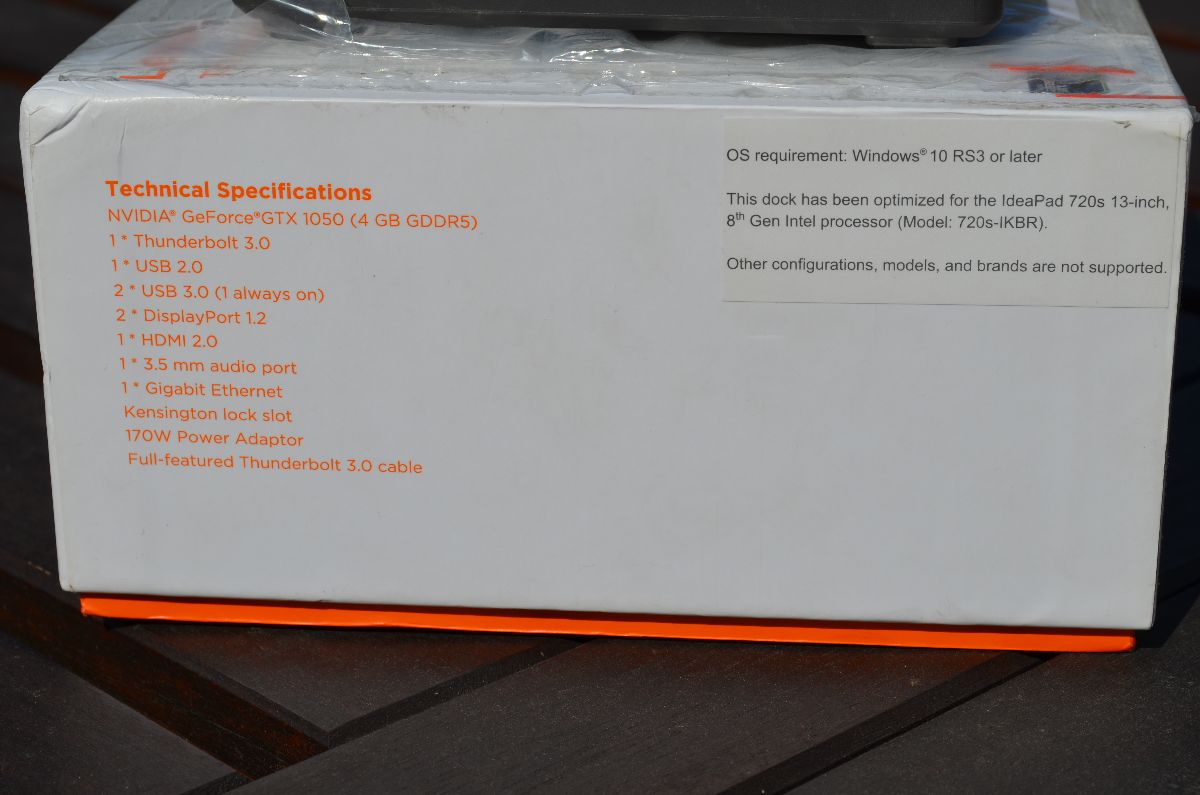 Technical Specifications
NVIDIA® GeForce®GTX 1050 (4 GB GDDR5)
1 * Thunderbolt 3.0
1 * USB 2.0
2 * USB 3.0 (1 always on)
2 * DisplayPort 1.2
1 * HDMI 2.0
1 * 3.5 mm audio port
1 * Gigabit Ethernet
Kensington lock slot
170W Power Adaptor
Full-featured Thunderbolt 3.0 cable
OS requirement: Windows® 10 RS3 or later
This dock has been optimized for the IdeaPad 720s 13-inch,
8th Gen Intel processor (Model: 720s-IKBR).
Other configurations, models, and brands are not supported.